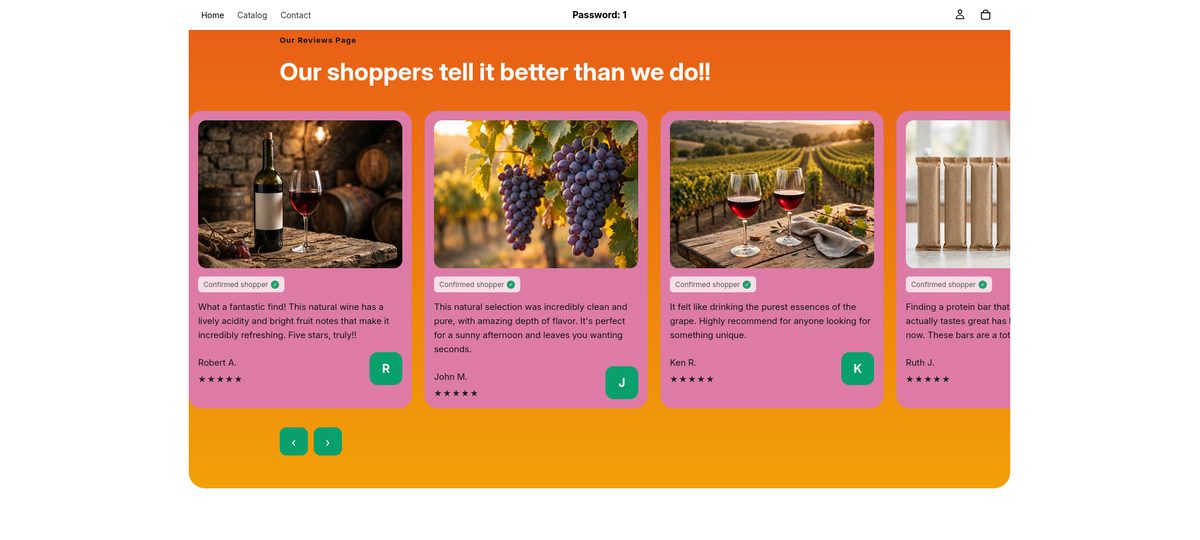 Home Catalog Contact Password: 1
Our Reviews Page
Our shoppers tell it better than we do!!
Confirmed shopper
What a fantastic find! This natural wine has a
lively acidity and bright fruit notes that make it
incredibly refreshing. Five stars, truly!!
Robert A.
★★★★★
R
Confirmed shopper
This natural selection was incredibly clean and
pure, with amazing depth of flavor. It's perfect
for a sunny afternoon and leaves you wanting
seconds.
John M.
★★★★★
J
Confirmed shopper
It felt like drinking the purest essences of the
grape. Highly recommend for anyone looking for
something unique.
Ken R.
★★★★★
K
Confirmed shopper
Finding a protein bar that
actually tastes great has
now. These bars are a tot
Ruth J.
★★★★★